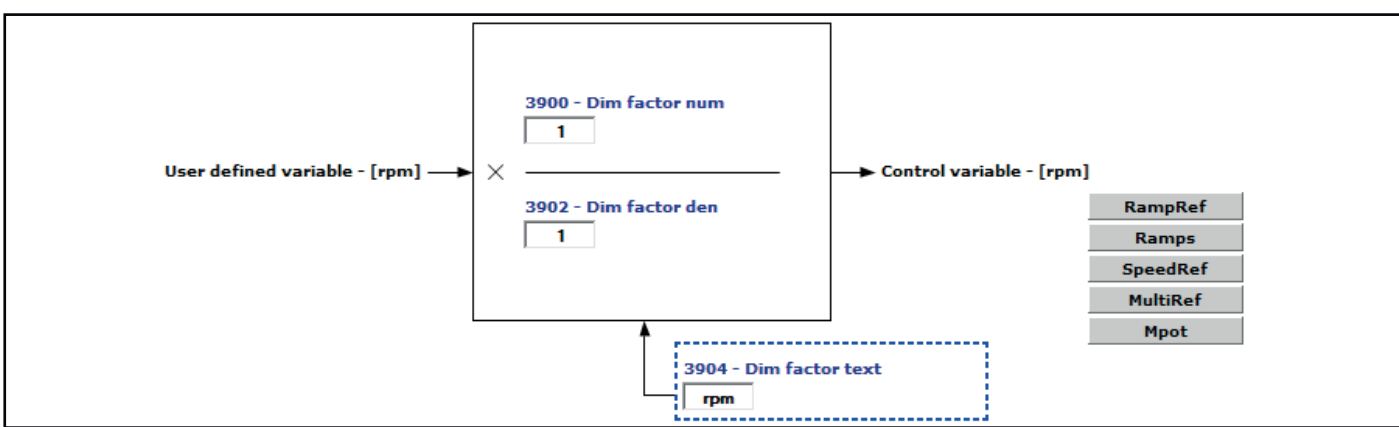 3900 - Dim factor num
1
User defined variable - [rpm]
×
Control variable - [rpm]
3902 - Dim factor den
1
RampRef
Ramps
SpeedRef
MultiRef
Mpot
3904 - Dim factor text
rpm